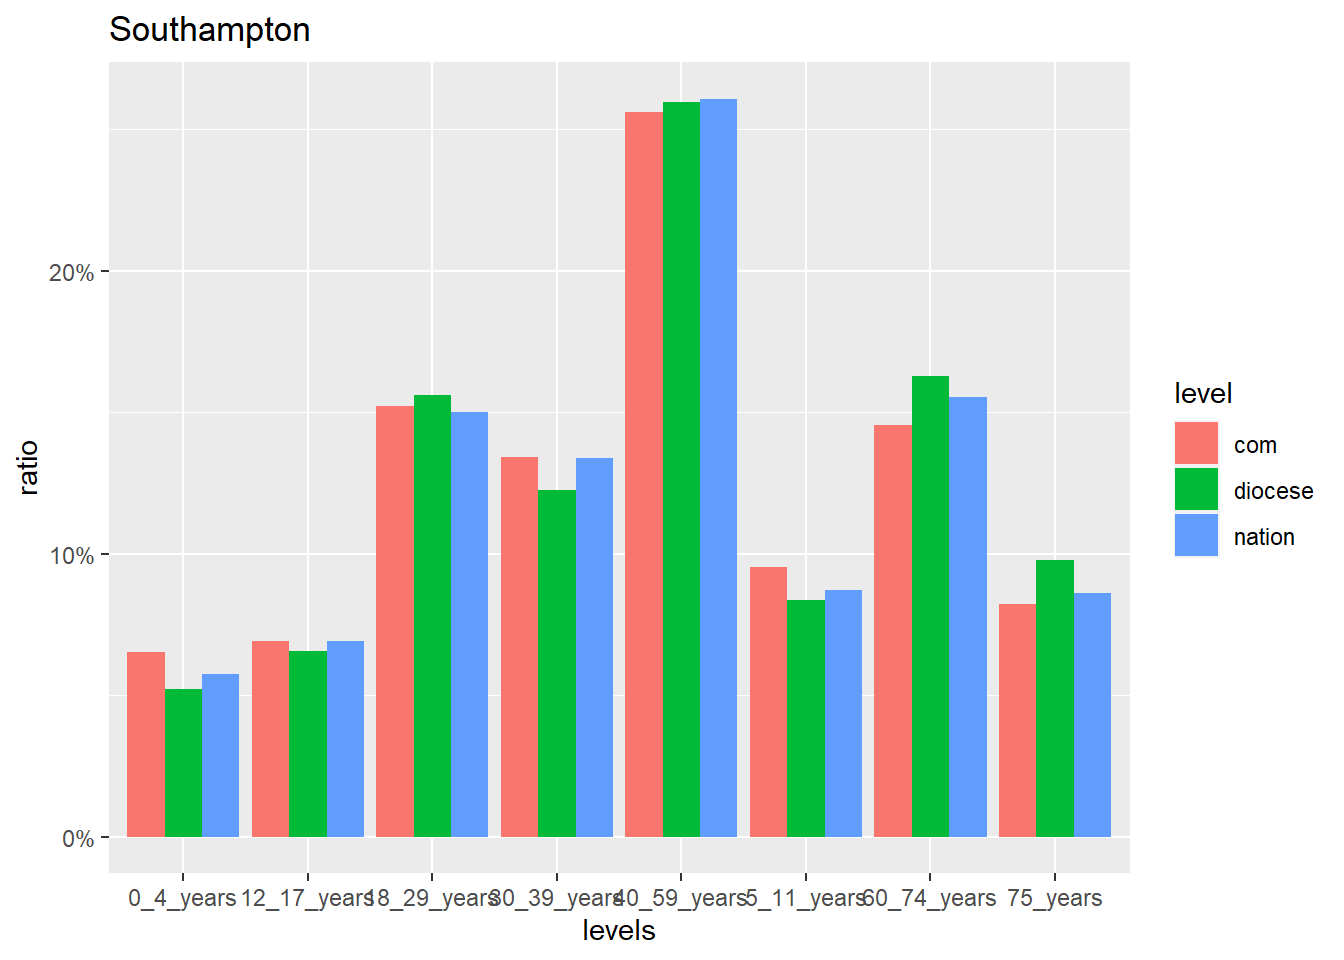 Southampton
ratio
20%
10%
0%
0_4_years 12_17_years 18_29_years 30_39_years 40_59_years 5_11_years 60_74_years 75_years
levels
level
com
diocese
nation